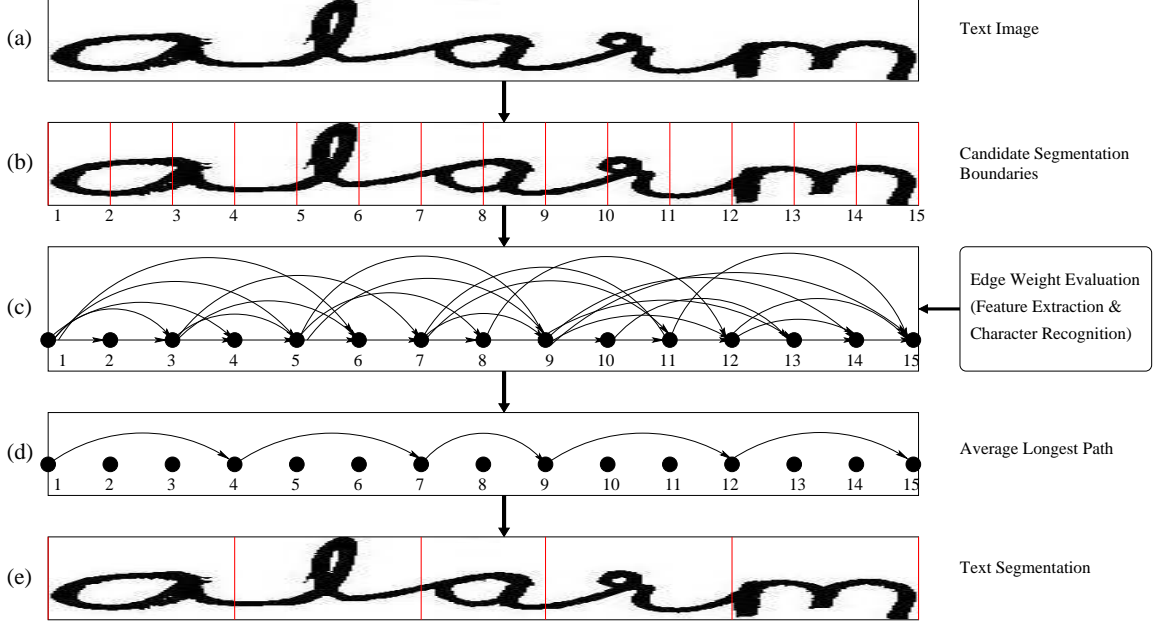 (a) alarm Text Image
(b) alarm Candidate Segmentation
Boundaries
1 2 3 4 5 6 7 8 9 10 11 12 13 14 15
(c) Edge Weight Evaluation
(Feature Extraction &
Character Recognition)
1 2 3 4 5 6 7 8 9 10 11 12 13 14 15
(d) Average Longest Path
1 2 3 4 5 6 7 8 9 10 11 12 13 14 15
(e) alarm Text Segmentation